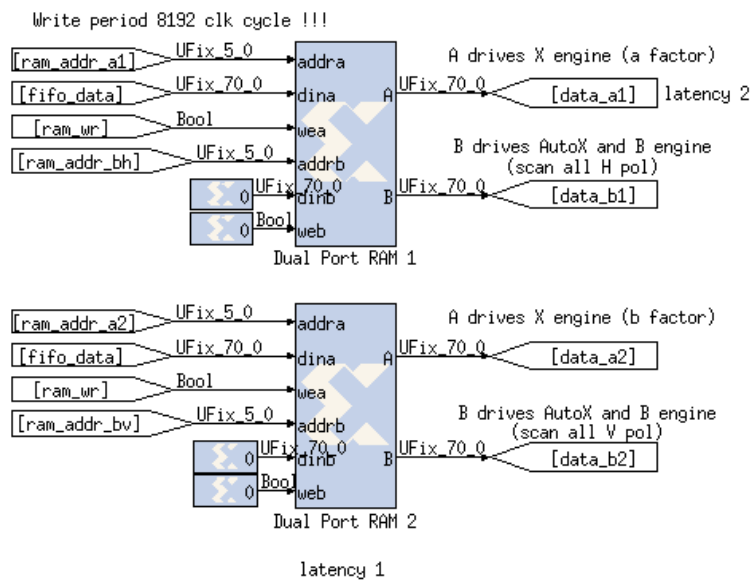 Write period 8192 clk cycle !!!
[ram_addr_a1] UFix_5_0 addra A drives X engine (a factor)
[fifo_data] UFix_70_0 dina A UFix_70_0 [data_a1] latency 2
[ram_wr] Bool wea
[ram_addr_bh] UFix_5_0 addrb B drives AutoX and B engine
(scan all H pol)
0 UFix_70_0 dinb B UFix_70_0 [data_b1]
0 Bool web
Dual Port RAM 1
[ram_addr_a2] UFix_5_0 addra A drives X engine (b factor)
[fifo_data] UFix_70_0 dina A UFix_70_0 [data_a2]
[ram_wr] Bool wea
[ram_addr_bv] UFix_5_0 addrb B drives AutoX and B engine
(scan all V pol)
0 UFix_70_0 dinb B UFix_70_0 [data_b2]
0 Bool web
Dual Port RAM 2
latency 1